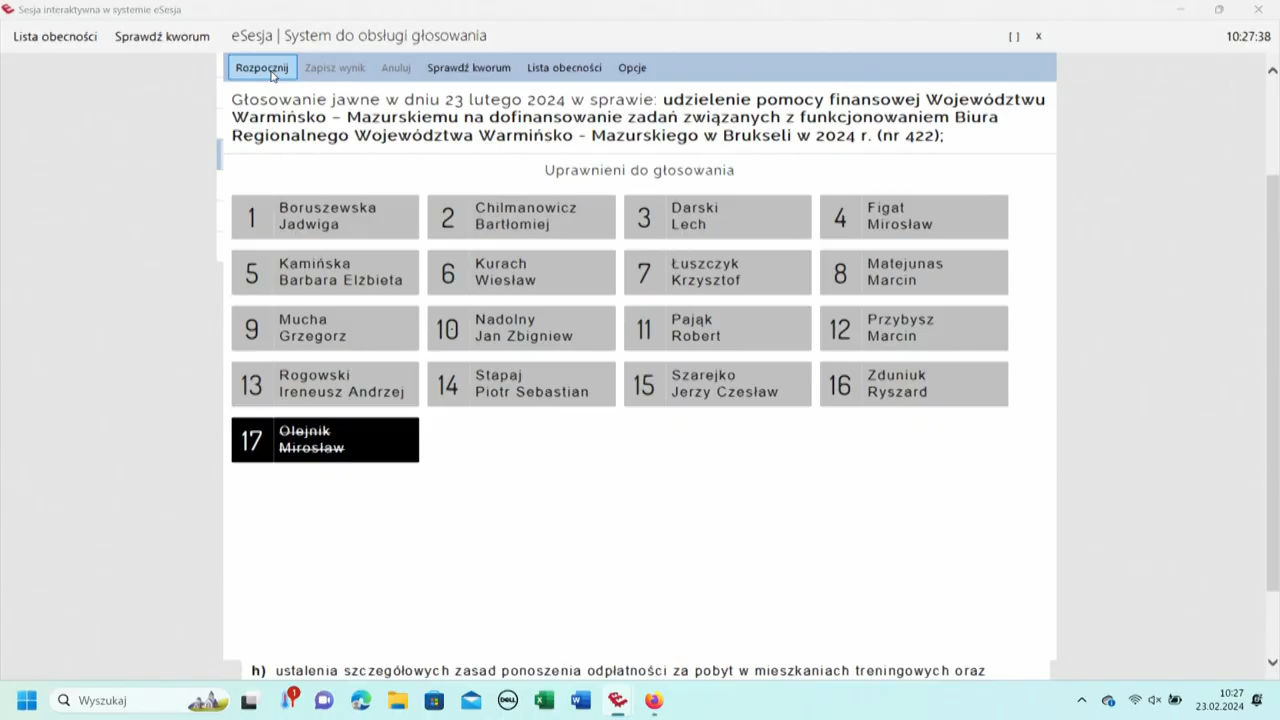 Sesja interaktywna w systemie eSesja
Lista obecności Sprawdź kworum eSesja | System do obsługi głosowania [ ] x 10:27:38
Rozpocznij Zapisz wynik Anuluj Sprawdź kworum Lista obecności Opcje
Głosowanie jawne w dniu 23 lutego 2024 w sprawie: udzielenie pomocy finansowej Województwu
Warmińsko – Mazurskiemu na dofinansowanie zadań związanych z funkcjonowaniem Biura
Regionalnego Województwa Warmińsko - Mazurskiego w Brukseli w 2024 r. (nr 422);
Uprawnieni do głosowania
1 Boruszewska Jadwiga
2 Chilmanowicz Bartłomiej
3 Darski Lech
4 Figat Mirosław
5 Kamińska Barbara Elżbieta
6 Kurach Wiesław
7 Łuszczyk Krzysztof
8 Matejunas Marcin
9 Mucha Grzegorz
10 Nadolny Jan Zbigniew
11 Pająk Robert
12 Przybysz Marcin
13 Rogowski Ireneusz Andrzej
14 Stapaj Piotr Sebastian
15 Szarejko Jerzy Czesław
16 Zduniuk Ryszard
17 Olejnik Mirosław
h) ustalenia szczegółowych zasad ponoszenia odpłatności za pobyt w mieszkaniach treningowych oraz
Wyszukaj
10:27
23.02.2024